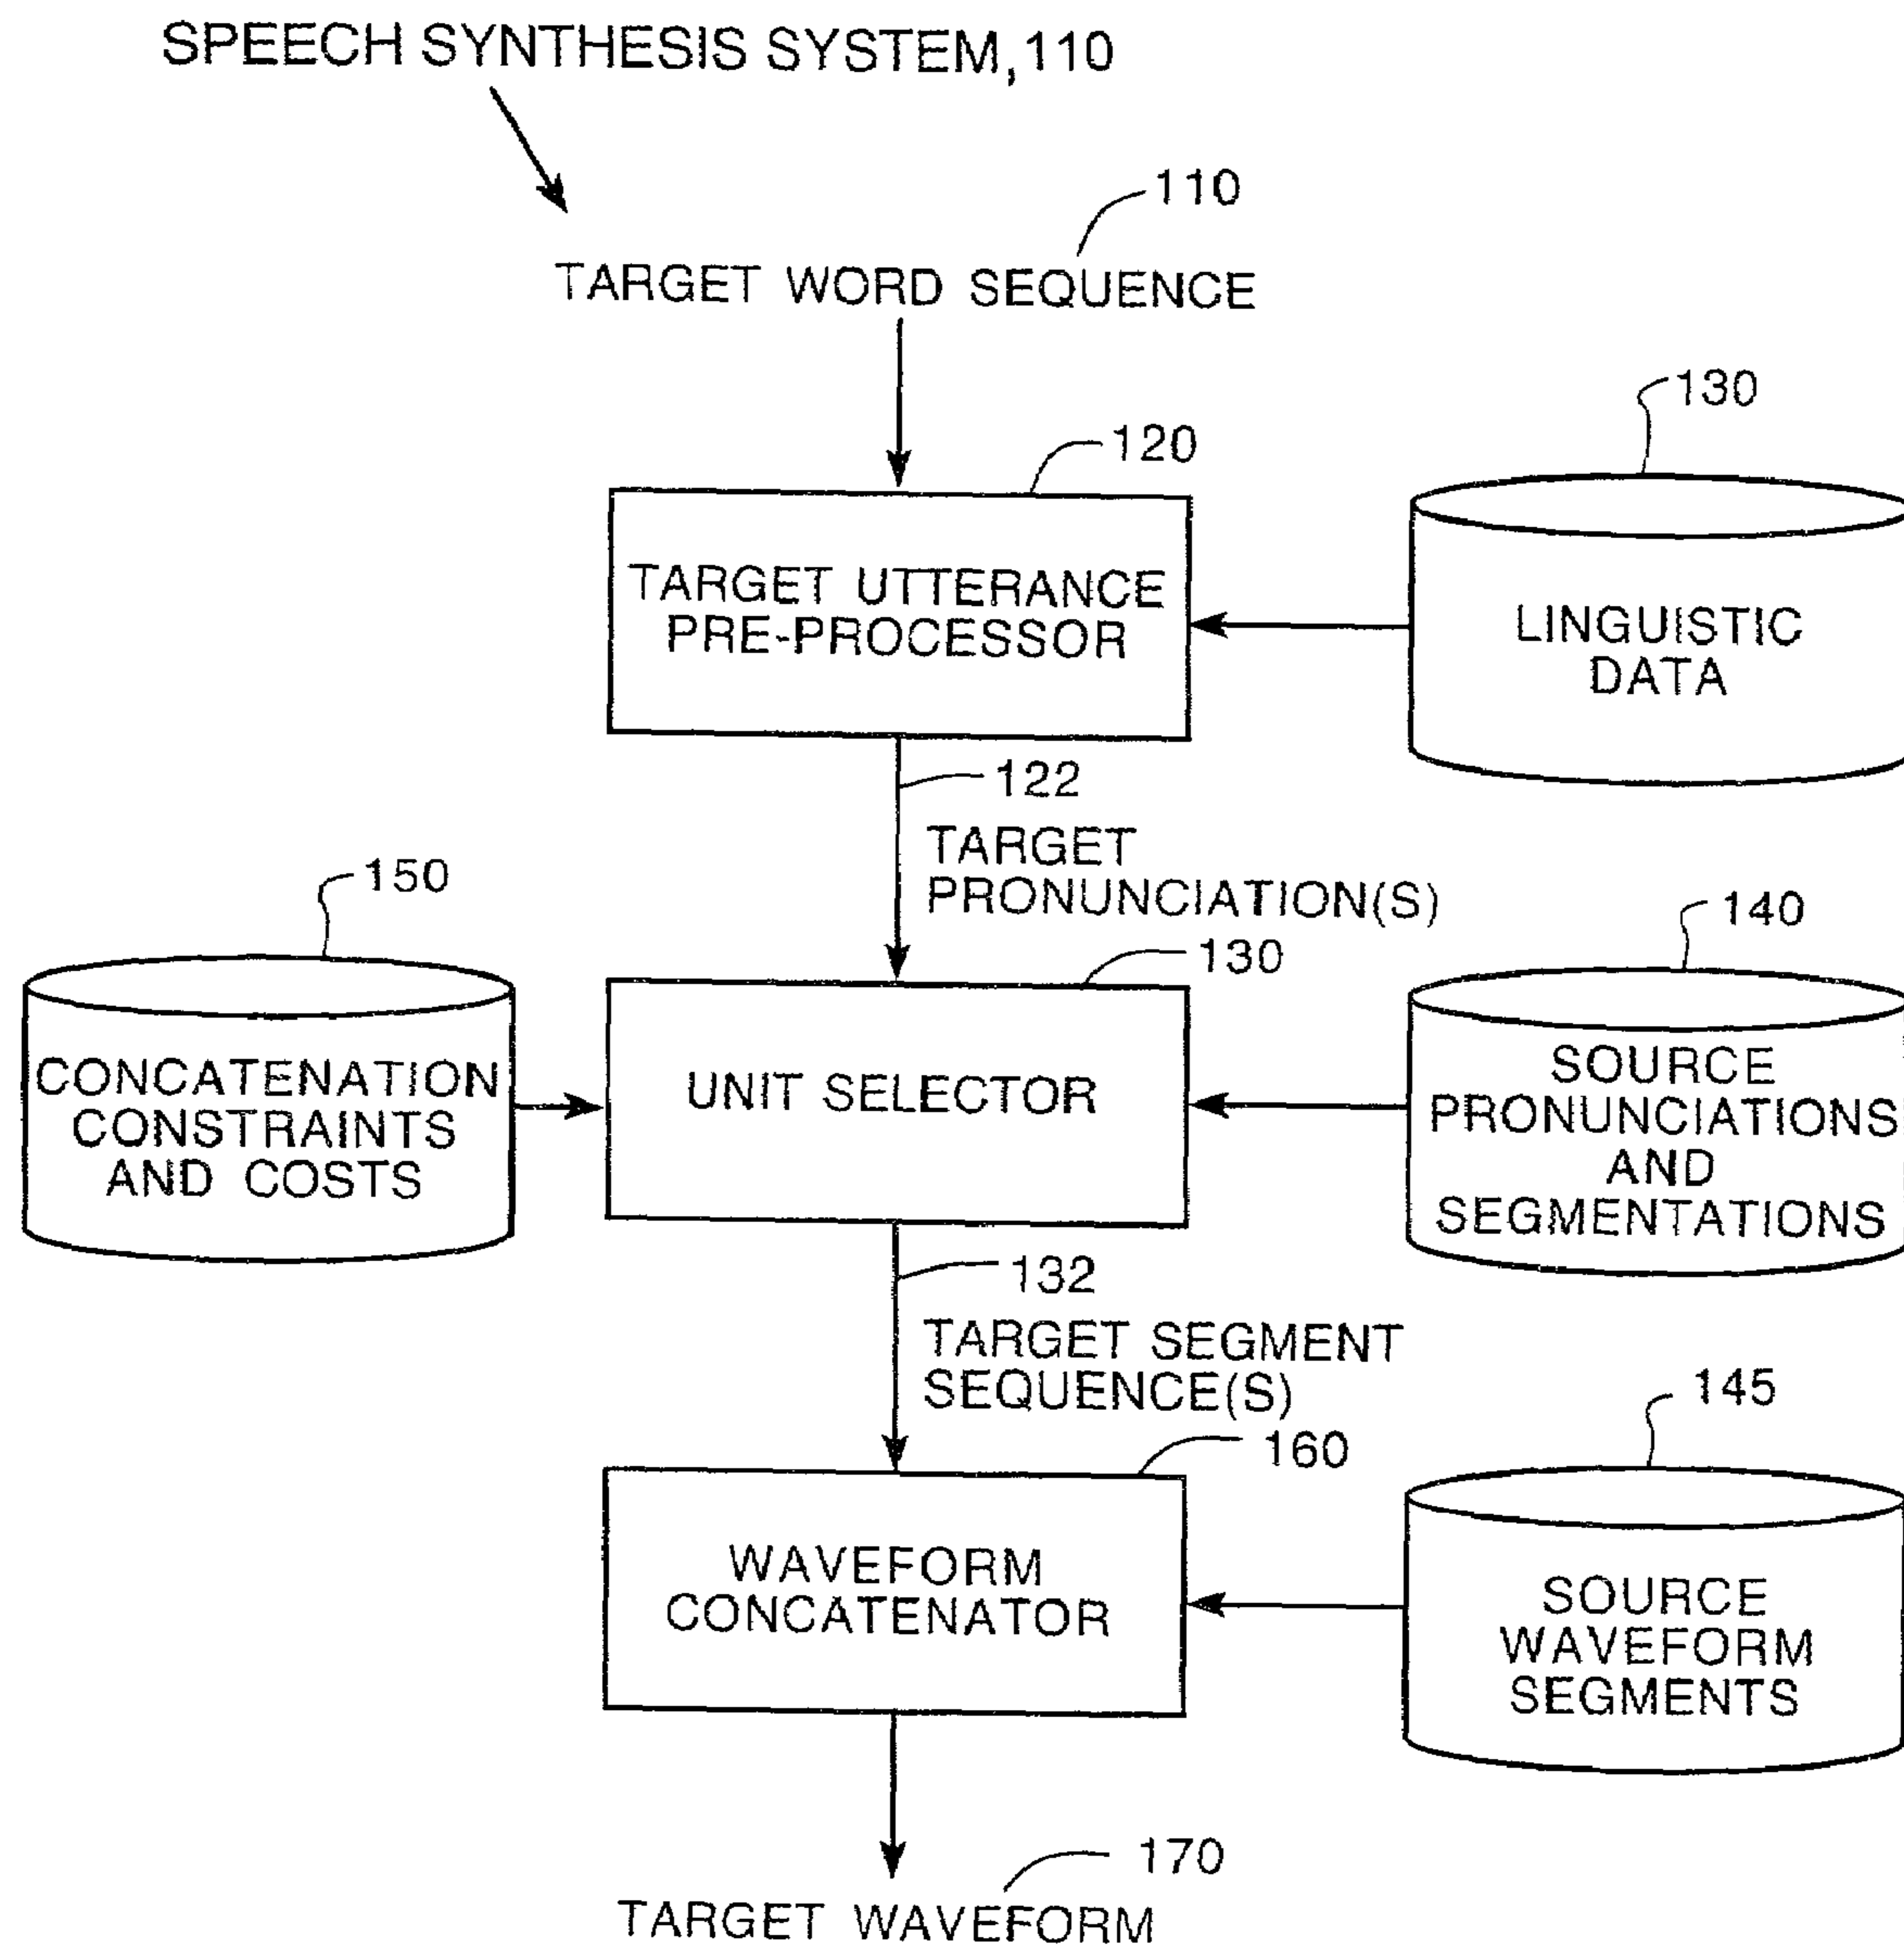 SPEECH SYNTHESIS SYSTEM,110
110
TARGET WORD SEQUENCE
130
120
TARGET UTTERANCE
PRE-PROCESSOR
LINGUISTIC
DATA
122
TARGET
PRONUNCIATION(S)
150
140
130
CONCATENATION
CONSTRAINTS
AND COSTS
UNIT SELECTOR
SOURCE
PRONUNCIATIONS
AND
SEGMENTATIONS
132
TARGET SEGMENT
SEQUENCE(S)
145
160
WAVEFORM
CONCATENATOR
SOURCE
WAVEFORM
SEGMENTS
170
TARGET WAVEFORM